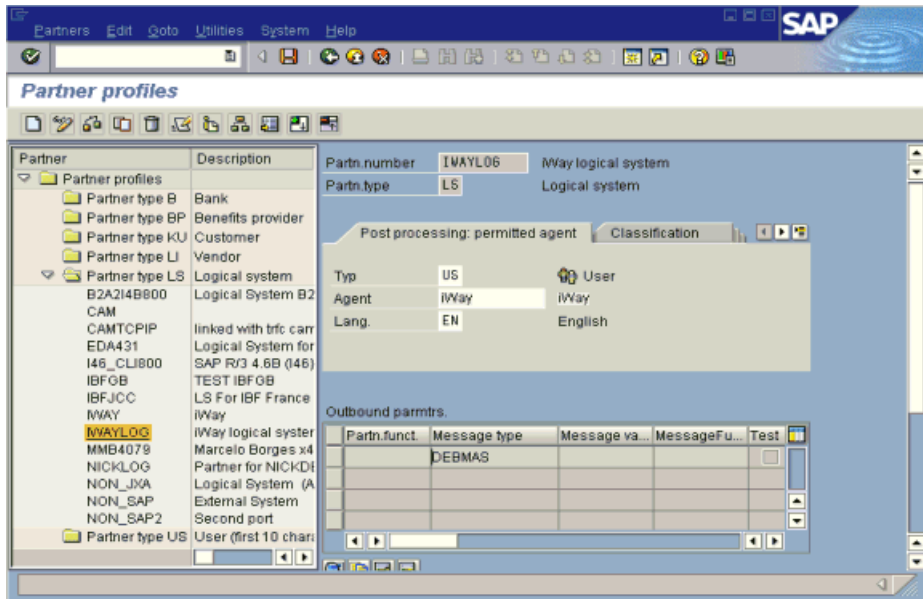 Partners Edit Goto Utilities System Help
SAP
Partner profiles
Partner Description
Partner profiles
Partner type B Bank
Partner type BP Benefits provider
Partner type KU Customer
Partner type LI Vendor
Partner type LS Logical system
B2A2I4B800 Logical System B2
CAM
CAMTCPIP linked with trfc cam
EDA431 Logical System for
I46_CLI800 SAP R/3 4.6B (I46)
IBFGB TEST IBFGB
IBFJCC LS For IBF France
IWAY iWay
IWAYLOG iWay logical syster
MMB4079 Marcelo Borges x4
NICKLOG Partner for NICKDE
NON_JXA Logical System (A
NON_SAP External System
NON_SAP2 Second port
Partner type US User (first 10 chara
Partn.number IWAYLOG iWay logical system
Partn.type LS Logical system
Post processing: permitted agent Classification
Typ US User
Agent iWay iWay
Lang. EN English
Outbound parmtrs.
Partn.funct. Message type Message va... MessageFu... Test
DEBMAS